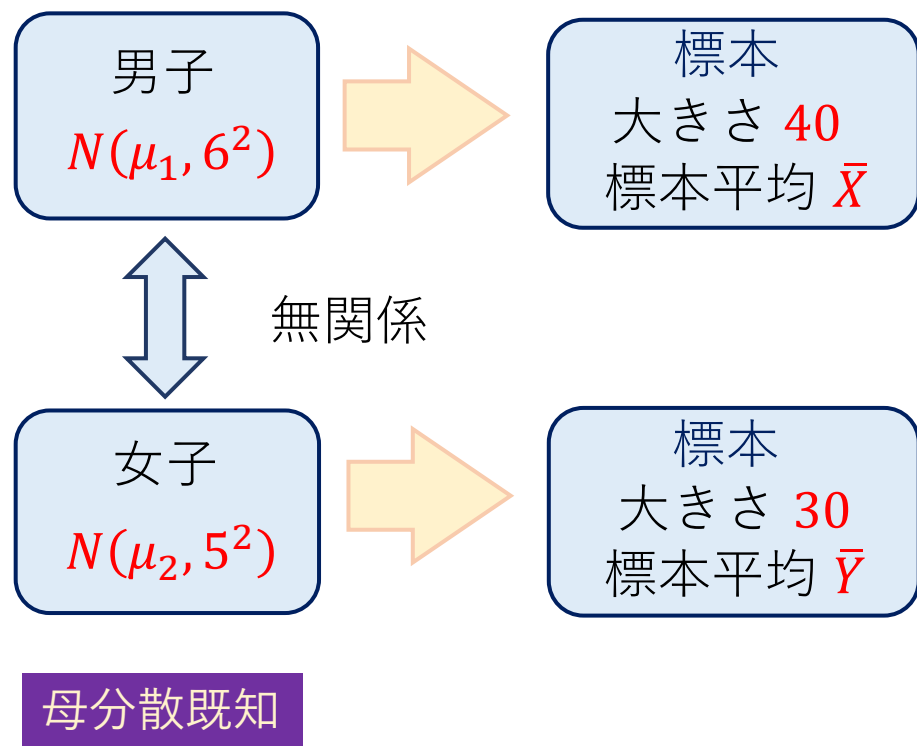 男子
N(μ₁, 6²)
標本
大きさ 40
標本平均 X̄
無関係
女子
N(μ₂, 5²)
標本
大きさ 30
標本平均 Ȳ
母分散既知